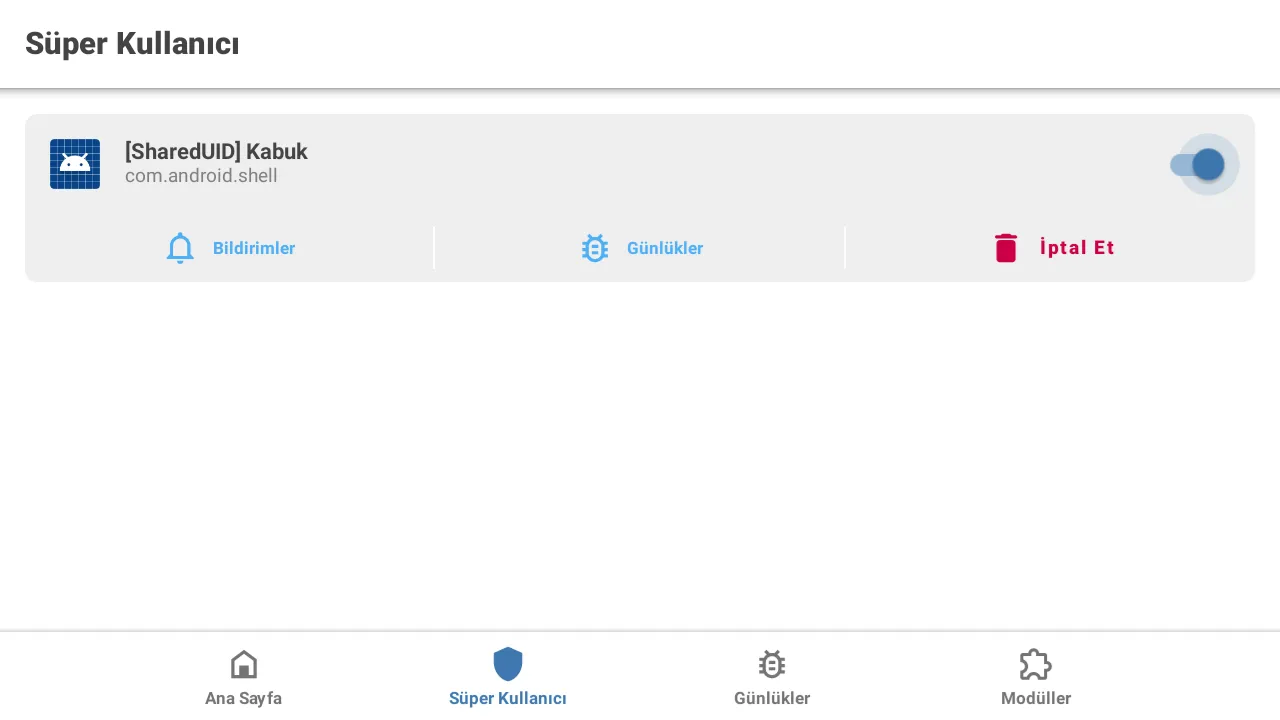 Süper Kullanıcı
[SharedUID] Kabuk
com.android.shell
Bildirimler
Günlükler
İptal Et
Ana Sayfa
Süper Kullanıcı
Günlükler
Modüller